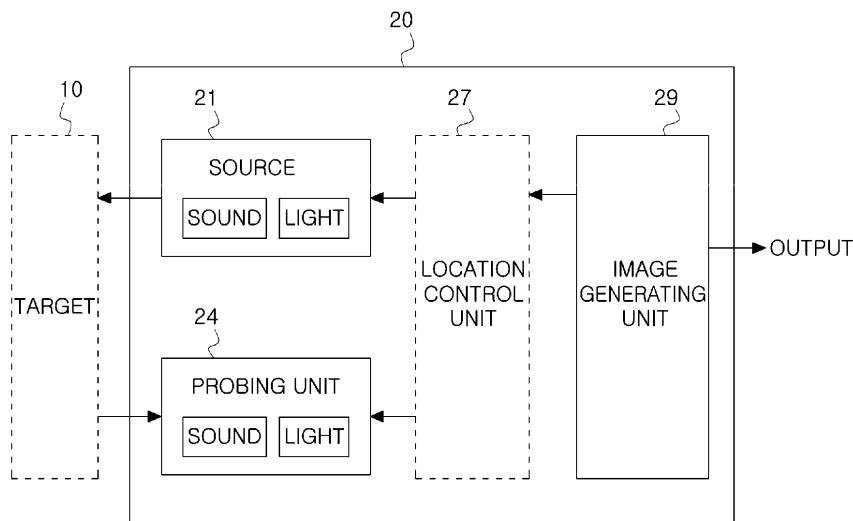 20
10
21
27
29
SOURCE
SOUND
LIGHT
TARGET
LOCATION
CONTROL
UNIT
IMAGE
GENERATING
UNIT
OUTPUT
24
PROBING UNIT
SOUND
LIGHT